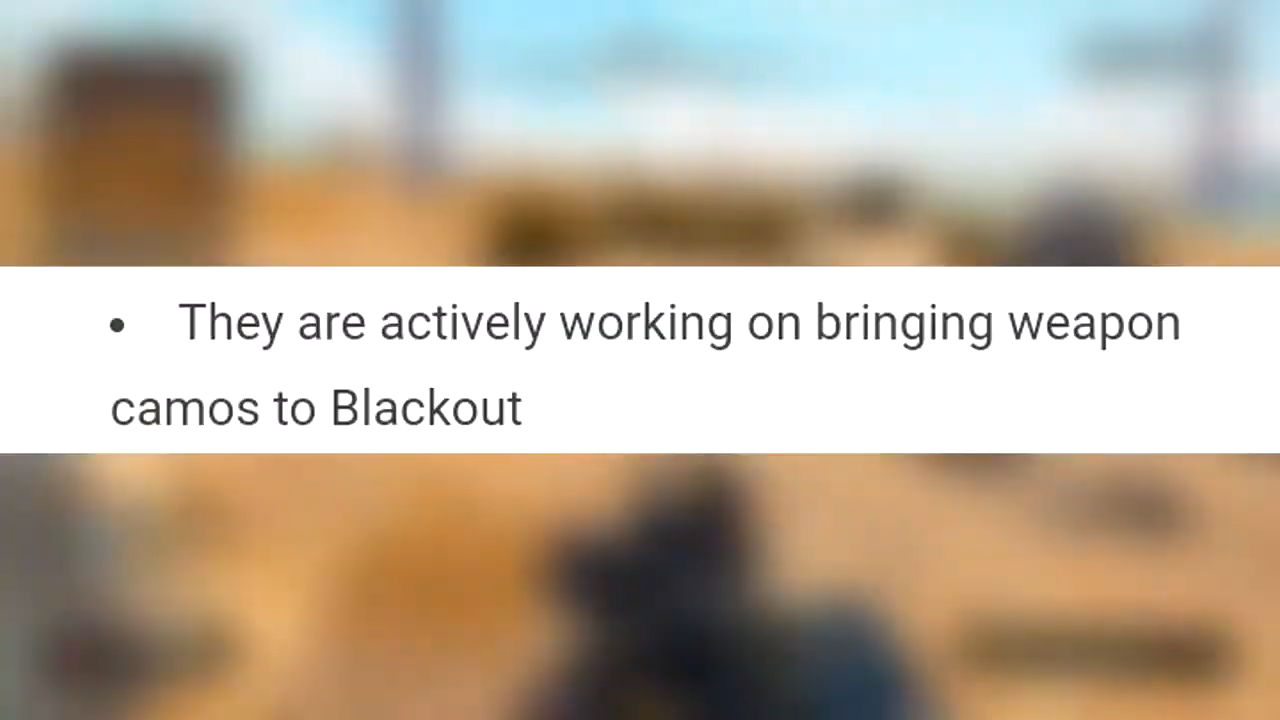 • They are actively working on bringing weapon
camos to Blackout